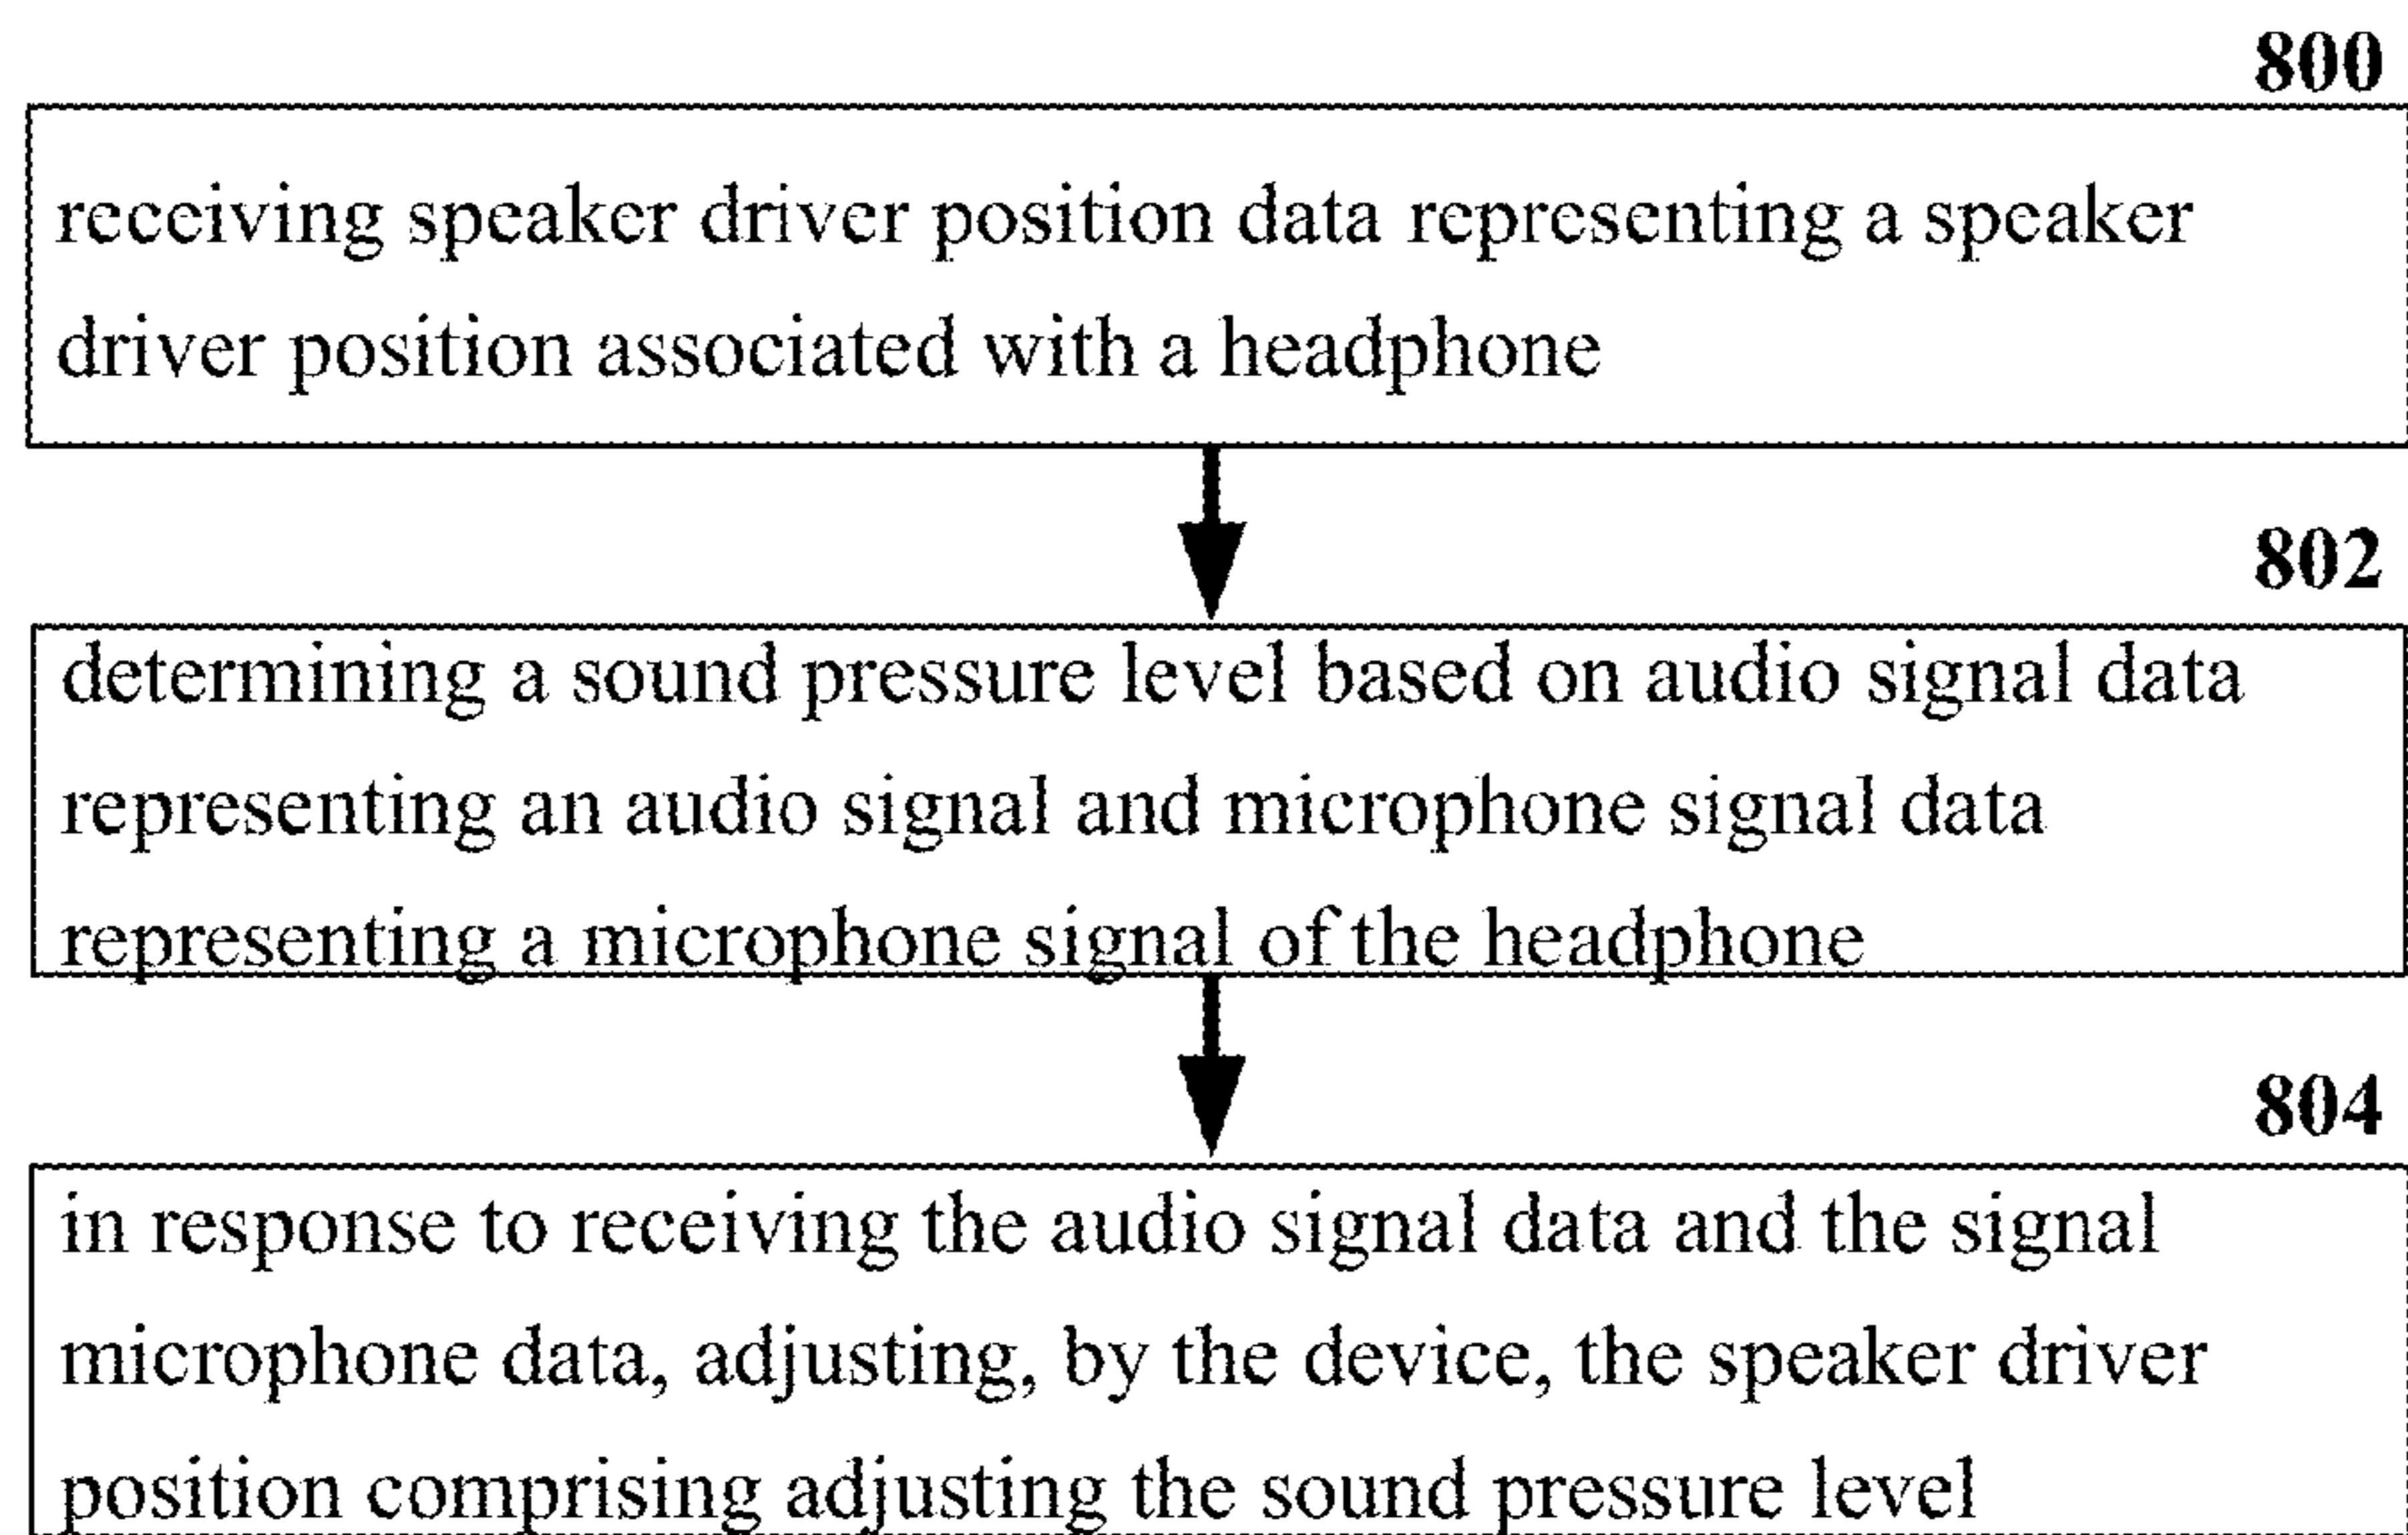 800
receiving speaker driver position data representing a speaker
driver position associated with a headphone
802
determining a sound pressure level based on audio signal data
representing an audio signal and microphone signal data
representing a microphone signal of the headphone
804
in response to receiving the audio signal data and the signal
microphone data, adjusting, by the device, the speaker driver
position comprising adjusting the sound pressure level